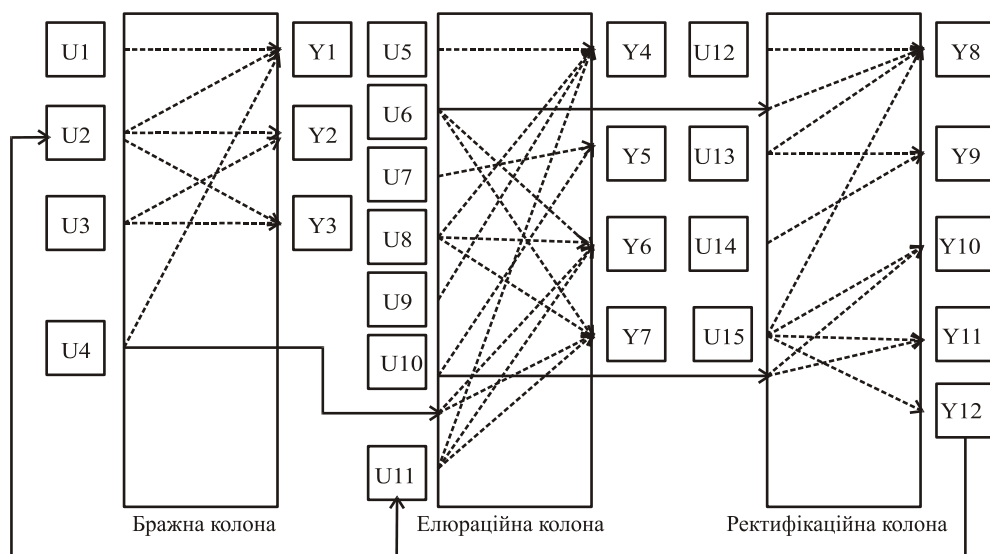 U1
Y1
U5
Y4
U12
Y8
U2
Y2
U6
U7
Y5
U13
Y9
U3
Y3
U8
Y6
U14
Y10
U9
U4
U10
Y7
U15
Y11
Y12
U11
Бражна колона
Елюраційна колона
Ректифікаційна колона